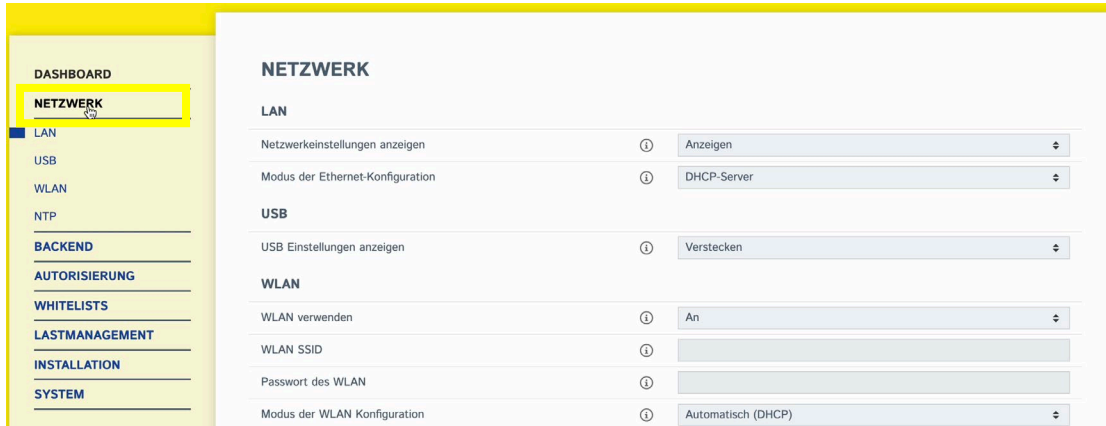 DASHBOARD
NETZWERK
LAN
USB
WLAN
NTP
BACKEND
AUTORISIERUNG
WHITELISTS
LASTMANAGEMENT
INSTALLATION
SYSTEM
NETZWERK
LAN
Netzwerkeinstellungen anzeigen Anzeigen
Modus der Ethernet-Konfiguration DHCP-Server
USB
USB Einstellungen anzeigen Verstecken
WLAN
WLAN verwenden An
WLAN SSID
Passwort des WLAN
Modus der WLAN Konfiguration Automatisch (DHCP)